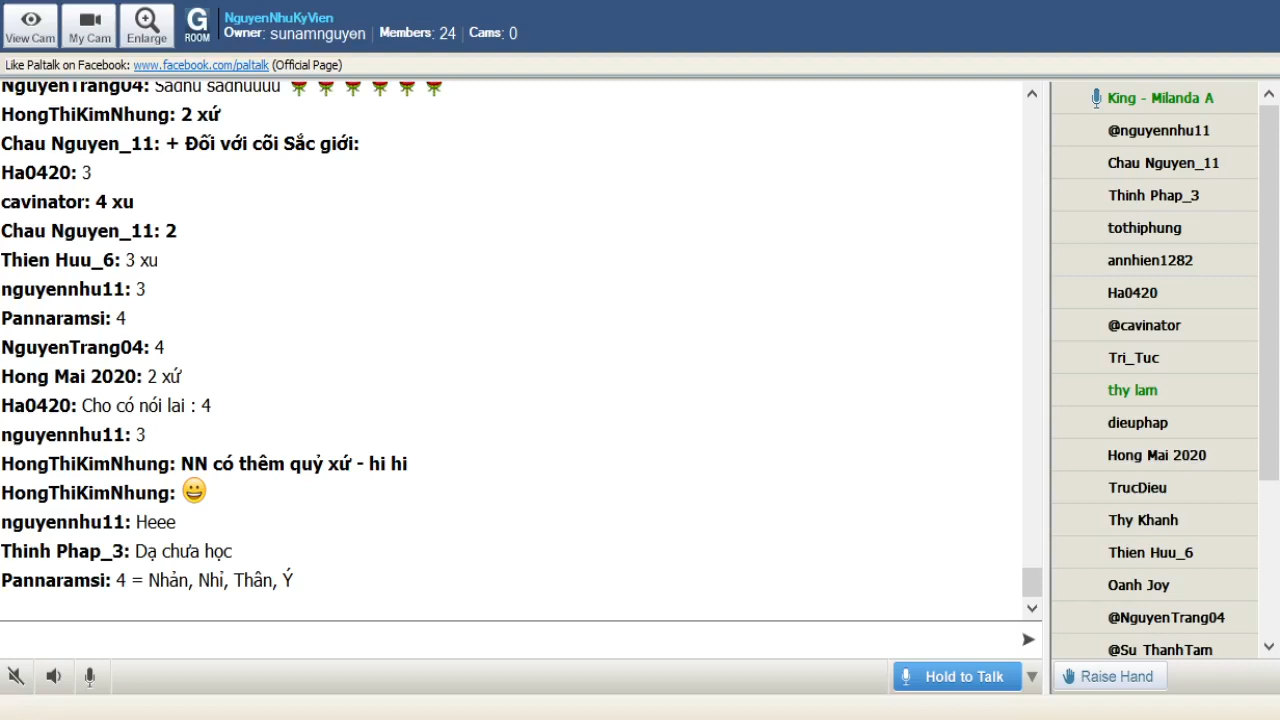 View Cam
My Cam
Enlarge
G
ROOM
NguyenNhuKyVien
Owner: sunamnguyen Members: 24 Cams: 0
Like Paltalk on Facebook: www.facebook.com/paltalk (Official Page)
NguyenTrang04: Sadhu sadhuuuu
HongThiKimNhung: 2 xứ
Chau Nguyen_11: + Đối với cõi Sắc giới:
Ha0420: 3
cavinator: 4 xu
Chau Nguyen_11: 2
Thien Huu_6: 3 xu
nguyennhu11: 3
Pannaramsi: 4
NguyenTrang04: 4
Hong Mai 2020: 2 xứ
Ha0420: Cho có nói lai : 4
nguyennhu11: 3
HongThiKimNhung: NN có thêm quỷ xứ - hi hi
HongThiKimNhung:
nguyennhu11: Heee
Thinh Phap_3: Dạ chưa học
Pannaramsi: 4 = Nhản, Nhỉ, Thân, Ý
King - Milanda A
@nguyennhu11
Chau Nguyen_11
Thinh Phap_3
tothiphung
annhien1282
Ha0420
@cavinator
Tri_Tuc
thy lam
dieuphap
Hong Mai 2020
TrucDieu
Thy Khanh
Thien Huu_6
Oanh Joy
@NguyenTrang04
@Su ThanhTam
Hold to Talk
Raise Hand